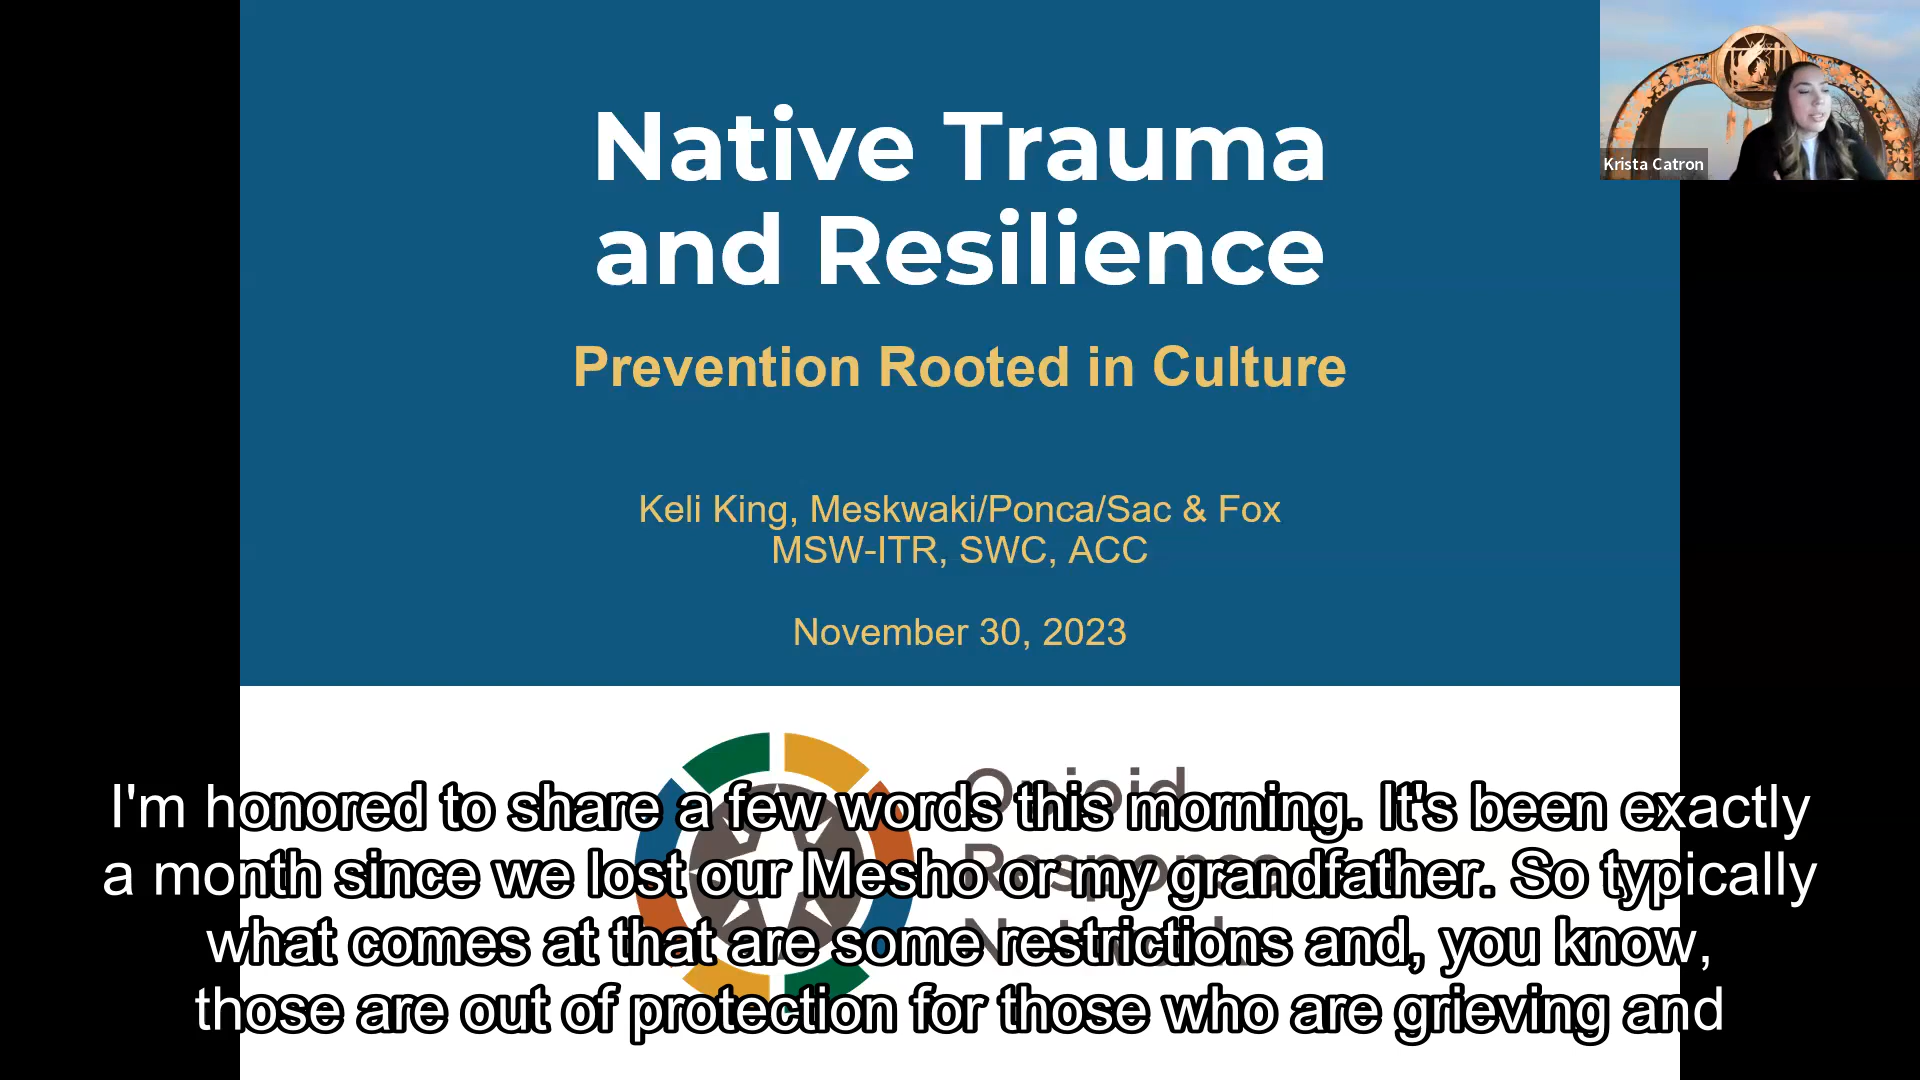 Native Trauma
and Resilience
Prevention Rooted in Culture
Keli King, Meskwaki/Ponca/Sac & Fox
MSW-ITR, SWC, ACC
November 30, 2023
Krista Catron
Opioid
Response
Network
I'm honored to share a few words this morning. It's been exactly
a month since we lost our Mesho or my grandfather. So typically
what comes at that are some restrictions and, you know,
those are out of protection for those who are grieving and